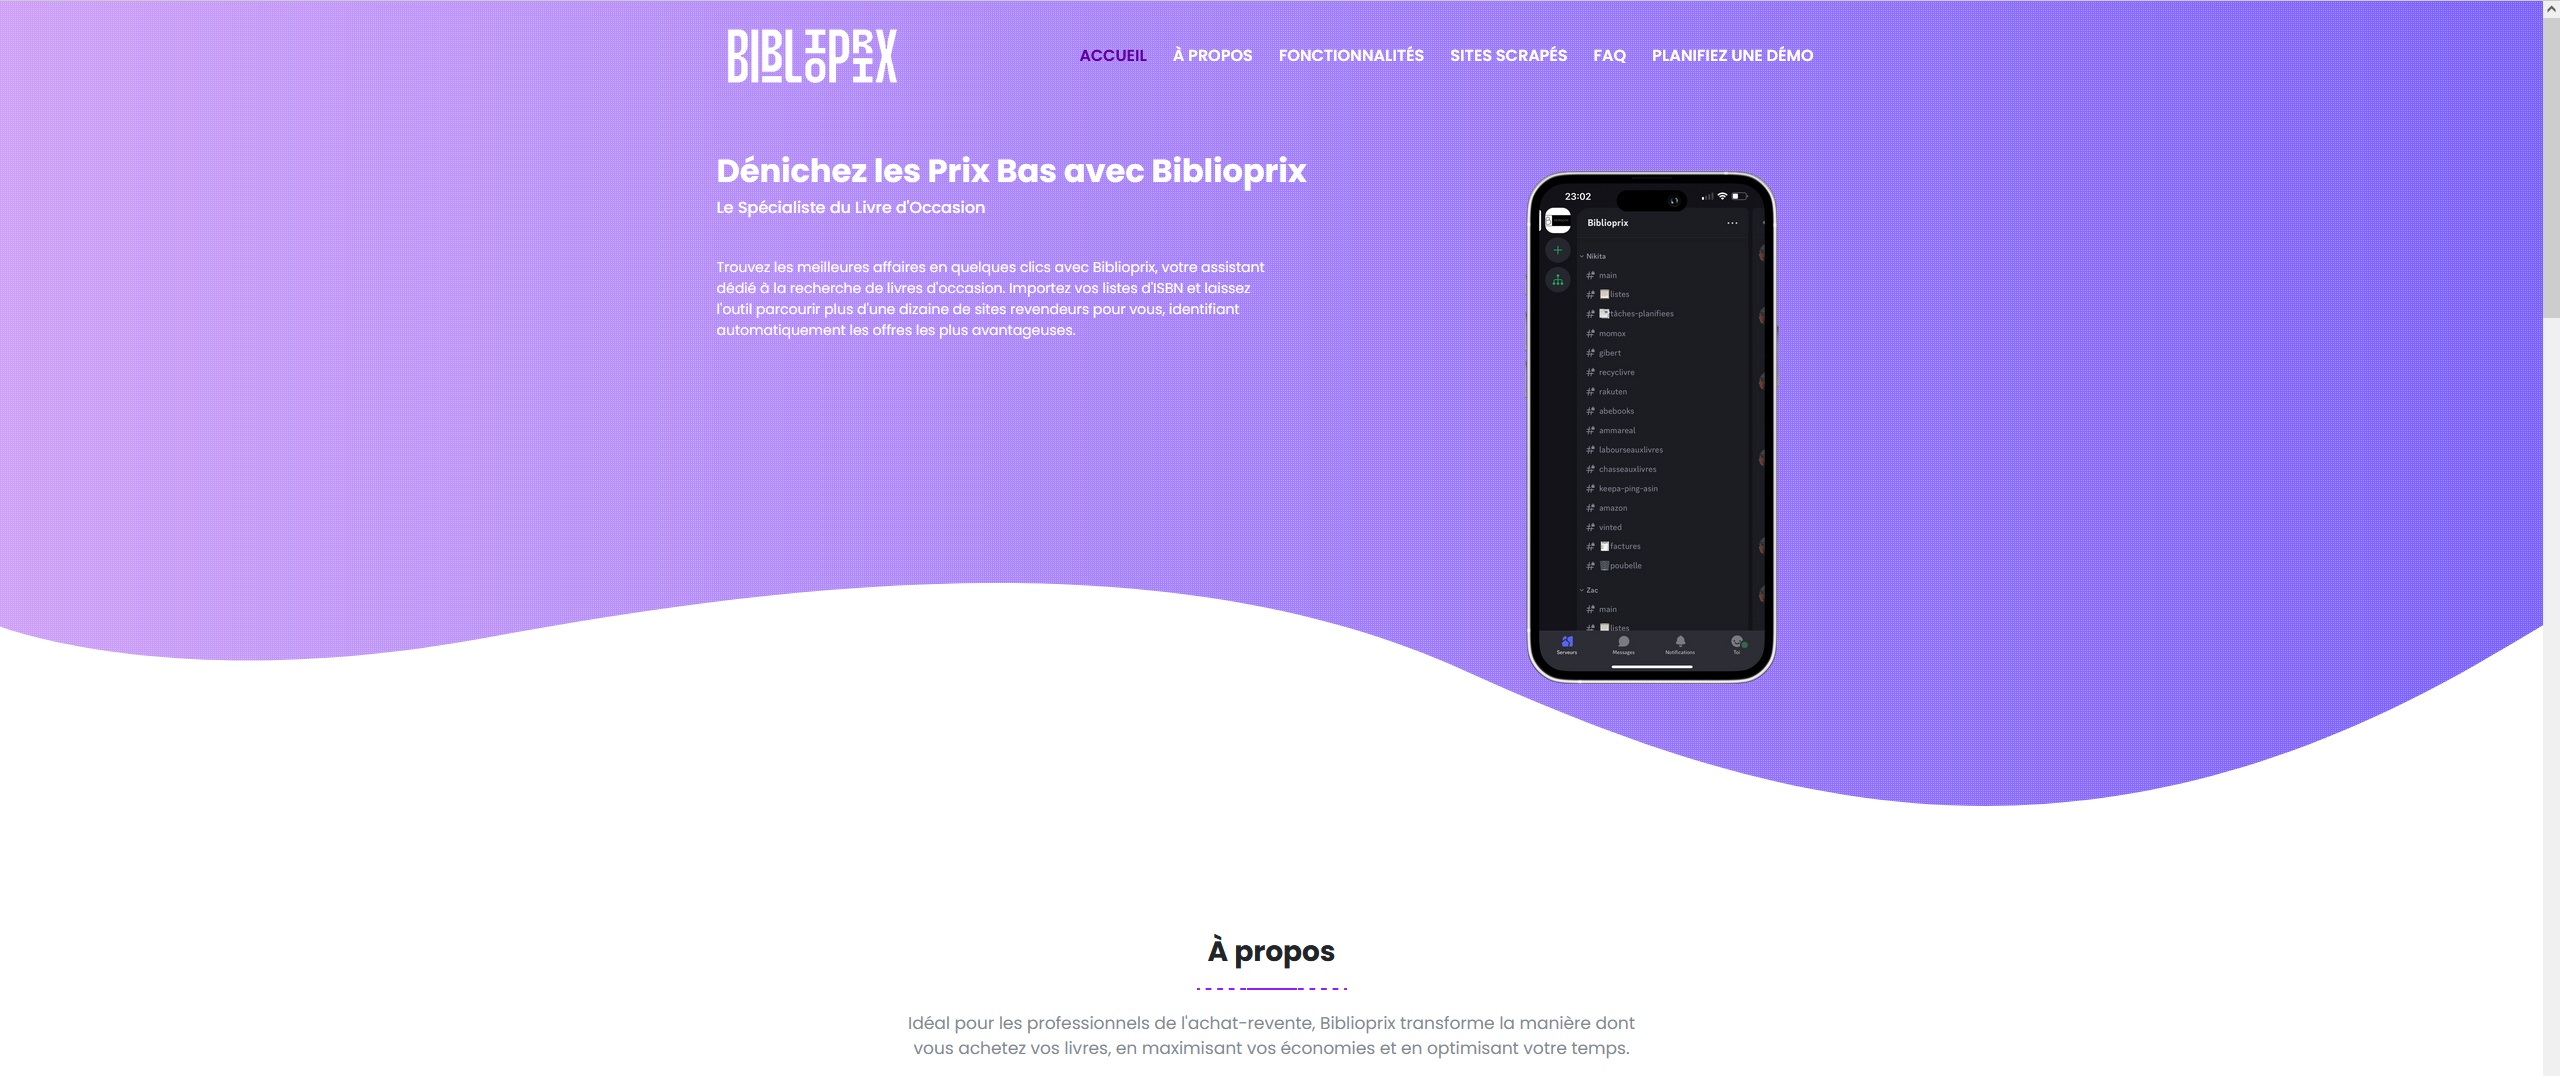 BIBLIOPRIX
ACCUEIL À PROPOS FONCTIONNALITÉS SITES SCRAPÉS FAQ PLANIFIEZ UNE DÉMO
Dénichez les Prix Bas avec Biblioprix
Le Spécialiste du Livre d'Occasion
Trouvez les meilleures affaires en quelques clics avec Biblioprix, votre assistant
dédié à la recherche de livres d'occasion. Importez vos listes d'ISBN et laissez
l'outil parcourir plus d'une dizaine de sites revendeurs pour vous, identifiant
automatiquement les offres les plus avantageuses.
23:02
Biblioprix
Nikita
# main
# listes
# tâches-planifiees
# momox
# gibert
# recyclivre
# rakuten
# abebooks
# ammareal
# labourseauxlivres
# chasseauxlivres
# keepa-ping-asin
# amazon
# vinted
# factures
# poubelle
Zac
# main
# listes
Serveurs Messages Notifications Toi
À propos
Idéal pour les professionnels de l'achat-revente, Biblioprix transforme la manière dont
vous achetez vos livres, en maximisant vos économies et en optimisant votre temps.